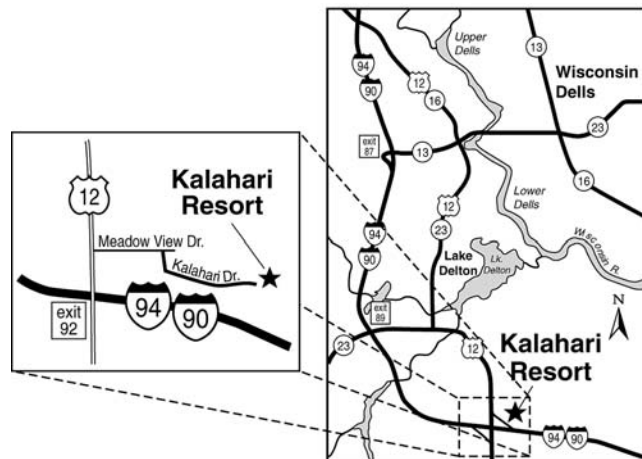 12
Meadow View Dr.
Kalahari
Resort
Kalahari Dr.
exit
92
94
90
Upper
Dells
94
90
12
16
13
Wisconsin
Dells
23
exit
87
13
16
Lower
Dells
12
23
94
90
Lake
Delton
Lk.
Delton
Wisconsin R.
N
exit
89
23
12
Kalahari
Resort
94
90